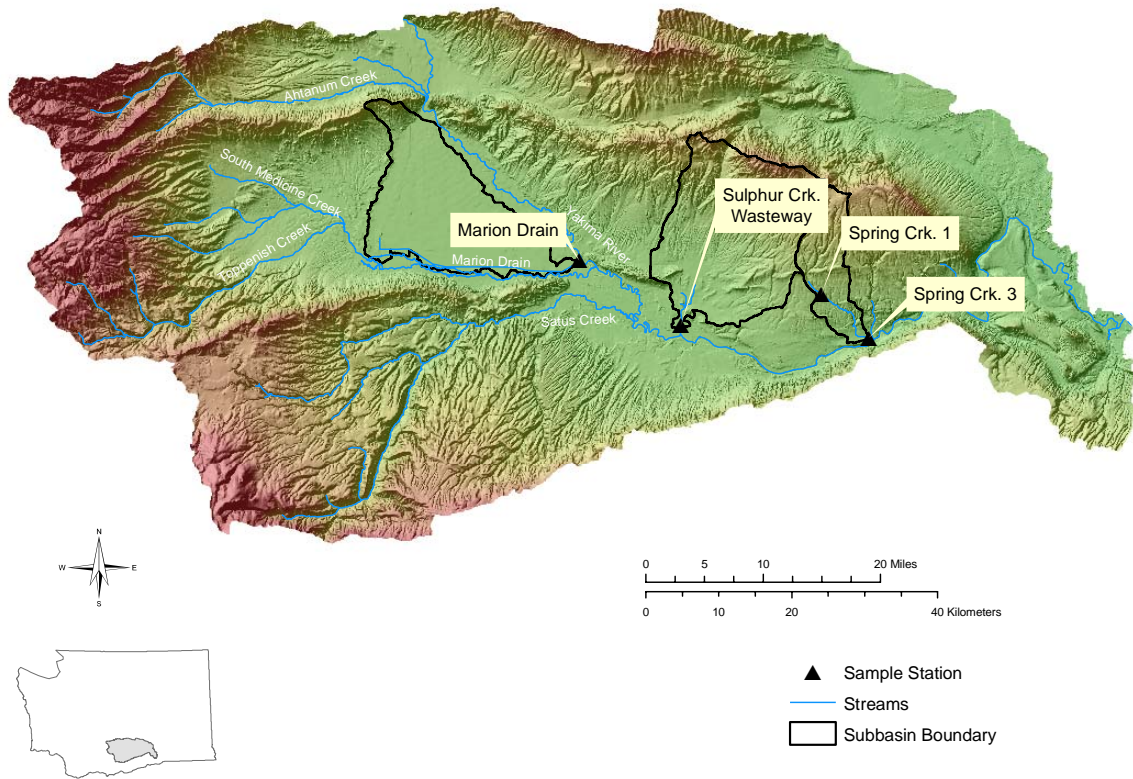 Ahtanum Creek
South Medicine Creek
Toppenish Creek
Marion Drain
Marion Drain
Yakima River
Satus Creek
Sulphur Crk.
Wasteway
Spring Crk. 1
Spring Crk. 3
N
W
E
S
0 5 10 20 Miles
0 10 20 40 Kilometers
Sample Station
Streams
Subbasin Boundary